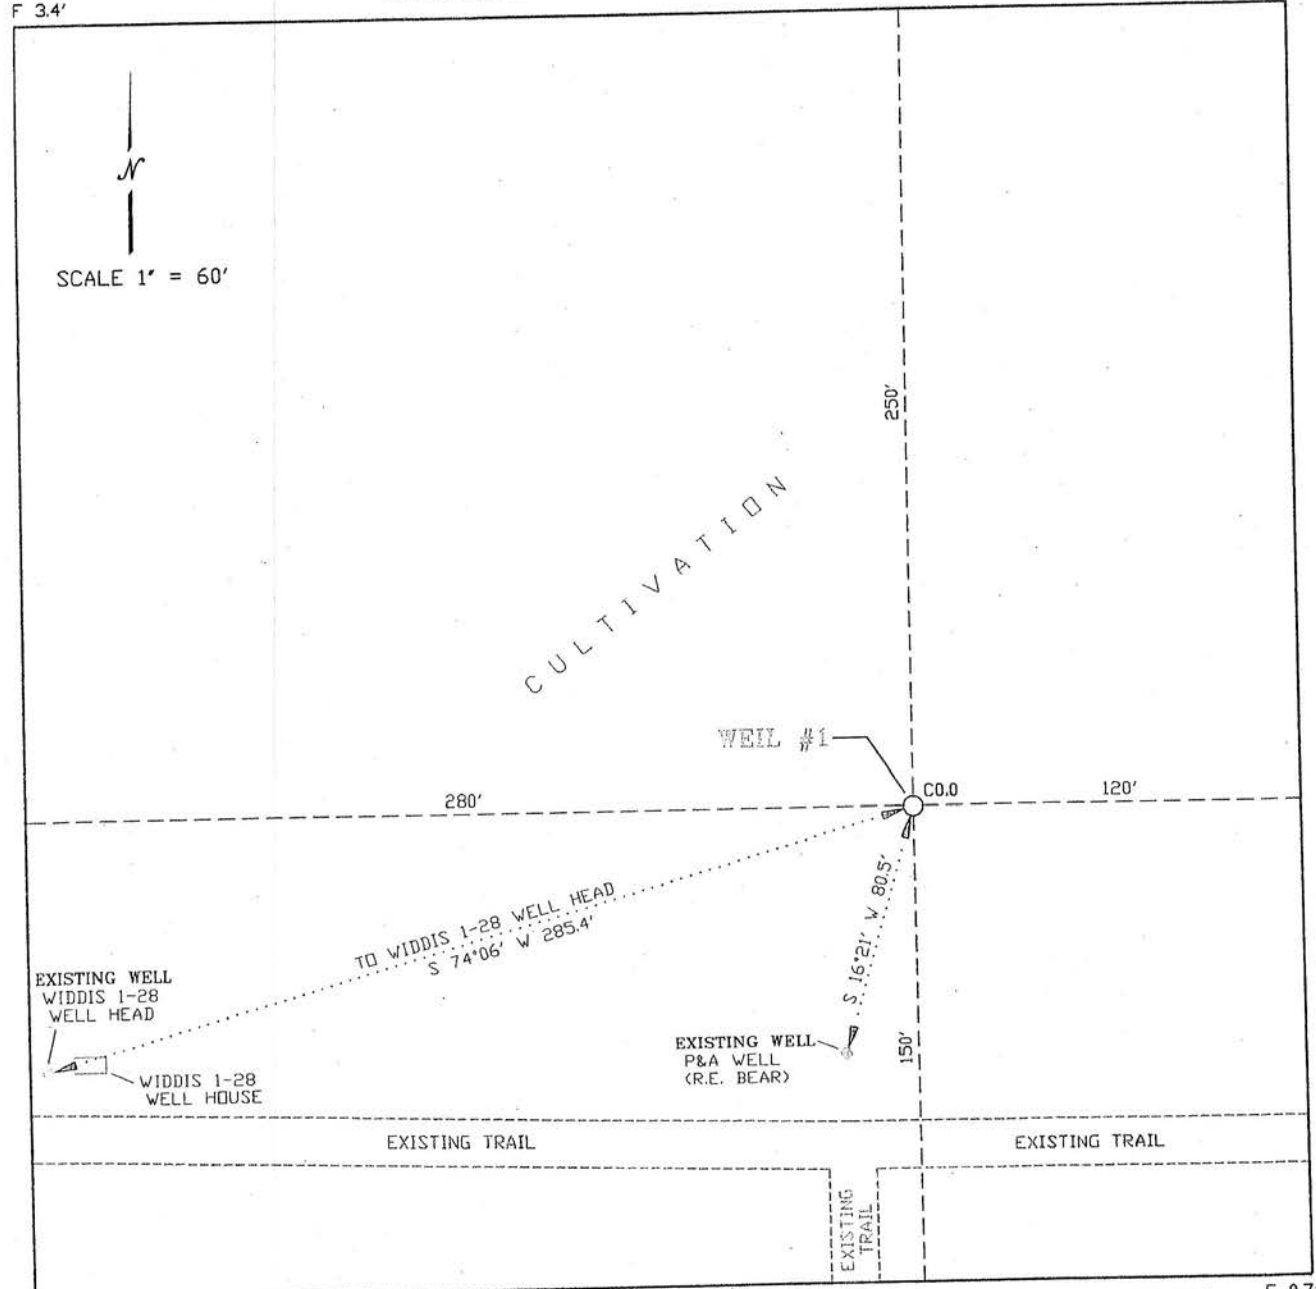 F 3.4'
N
SCALE 1" = 60'
250'
CULTIVATION
WEIL #1
280'
C0.0
120'
TO WIDDIS 1-28 WELL HEAD
S 74°06' W 285.4'
S 16°21' W 80.5'
EXISTING WELL
WIDDIS 1-28
WELL HEAD
WIDDIS 1-28
WELL HOUSE
EXISTING WELL
P&A WELL
(R.E. BEAR)
150'
EXISTING TRAIL
EXISTING TRAIL
EXISTING
TRAIL